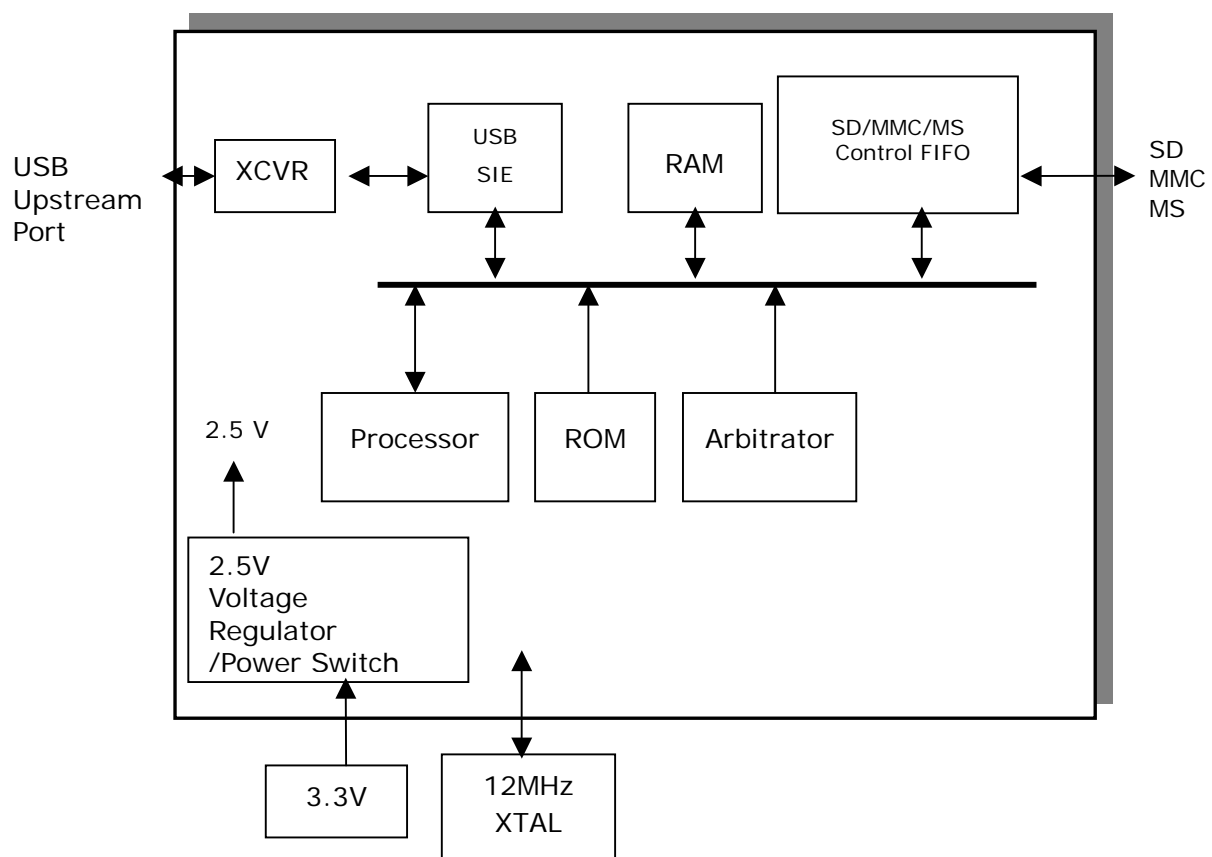 USB
Upstream
Port
XCVR
USB
SIE
RAM
SD/MMC/MS
Control FIFO
SD
MMC
MS
Processor
ROM
Arbitrator
2.5 V
2.5V
Voltage
Regulator
/Power Switch
3.3V
12MHz
XTAL